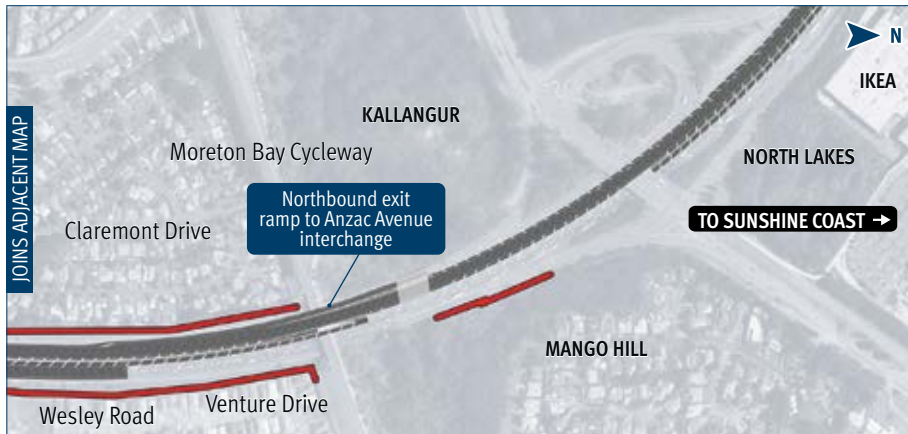 N
IKEA
KALLANGUR
JOINS ADJACENT MAP
Moreton Bay Cycleway
NORTH LAKES
Northbound exit
ramp to Anzac Avenue
interchange
Claremont Drive
TO SUNSHINE COAST →
MANGO HILL
Venture Drive
Wesley Road